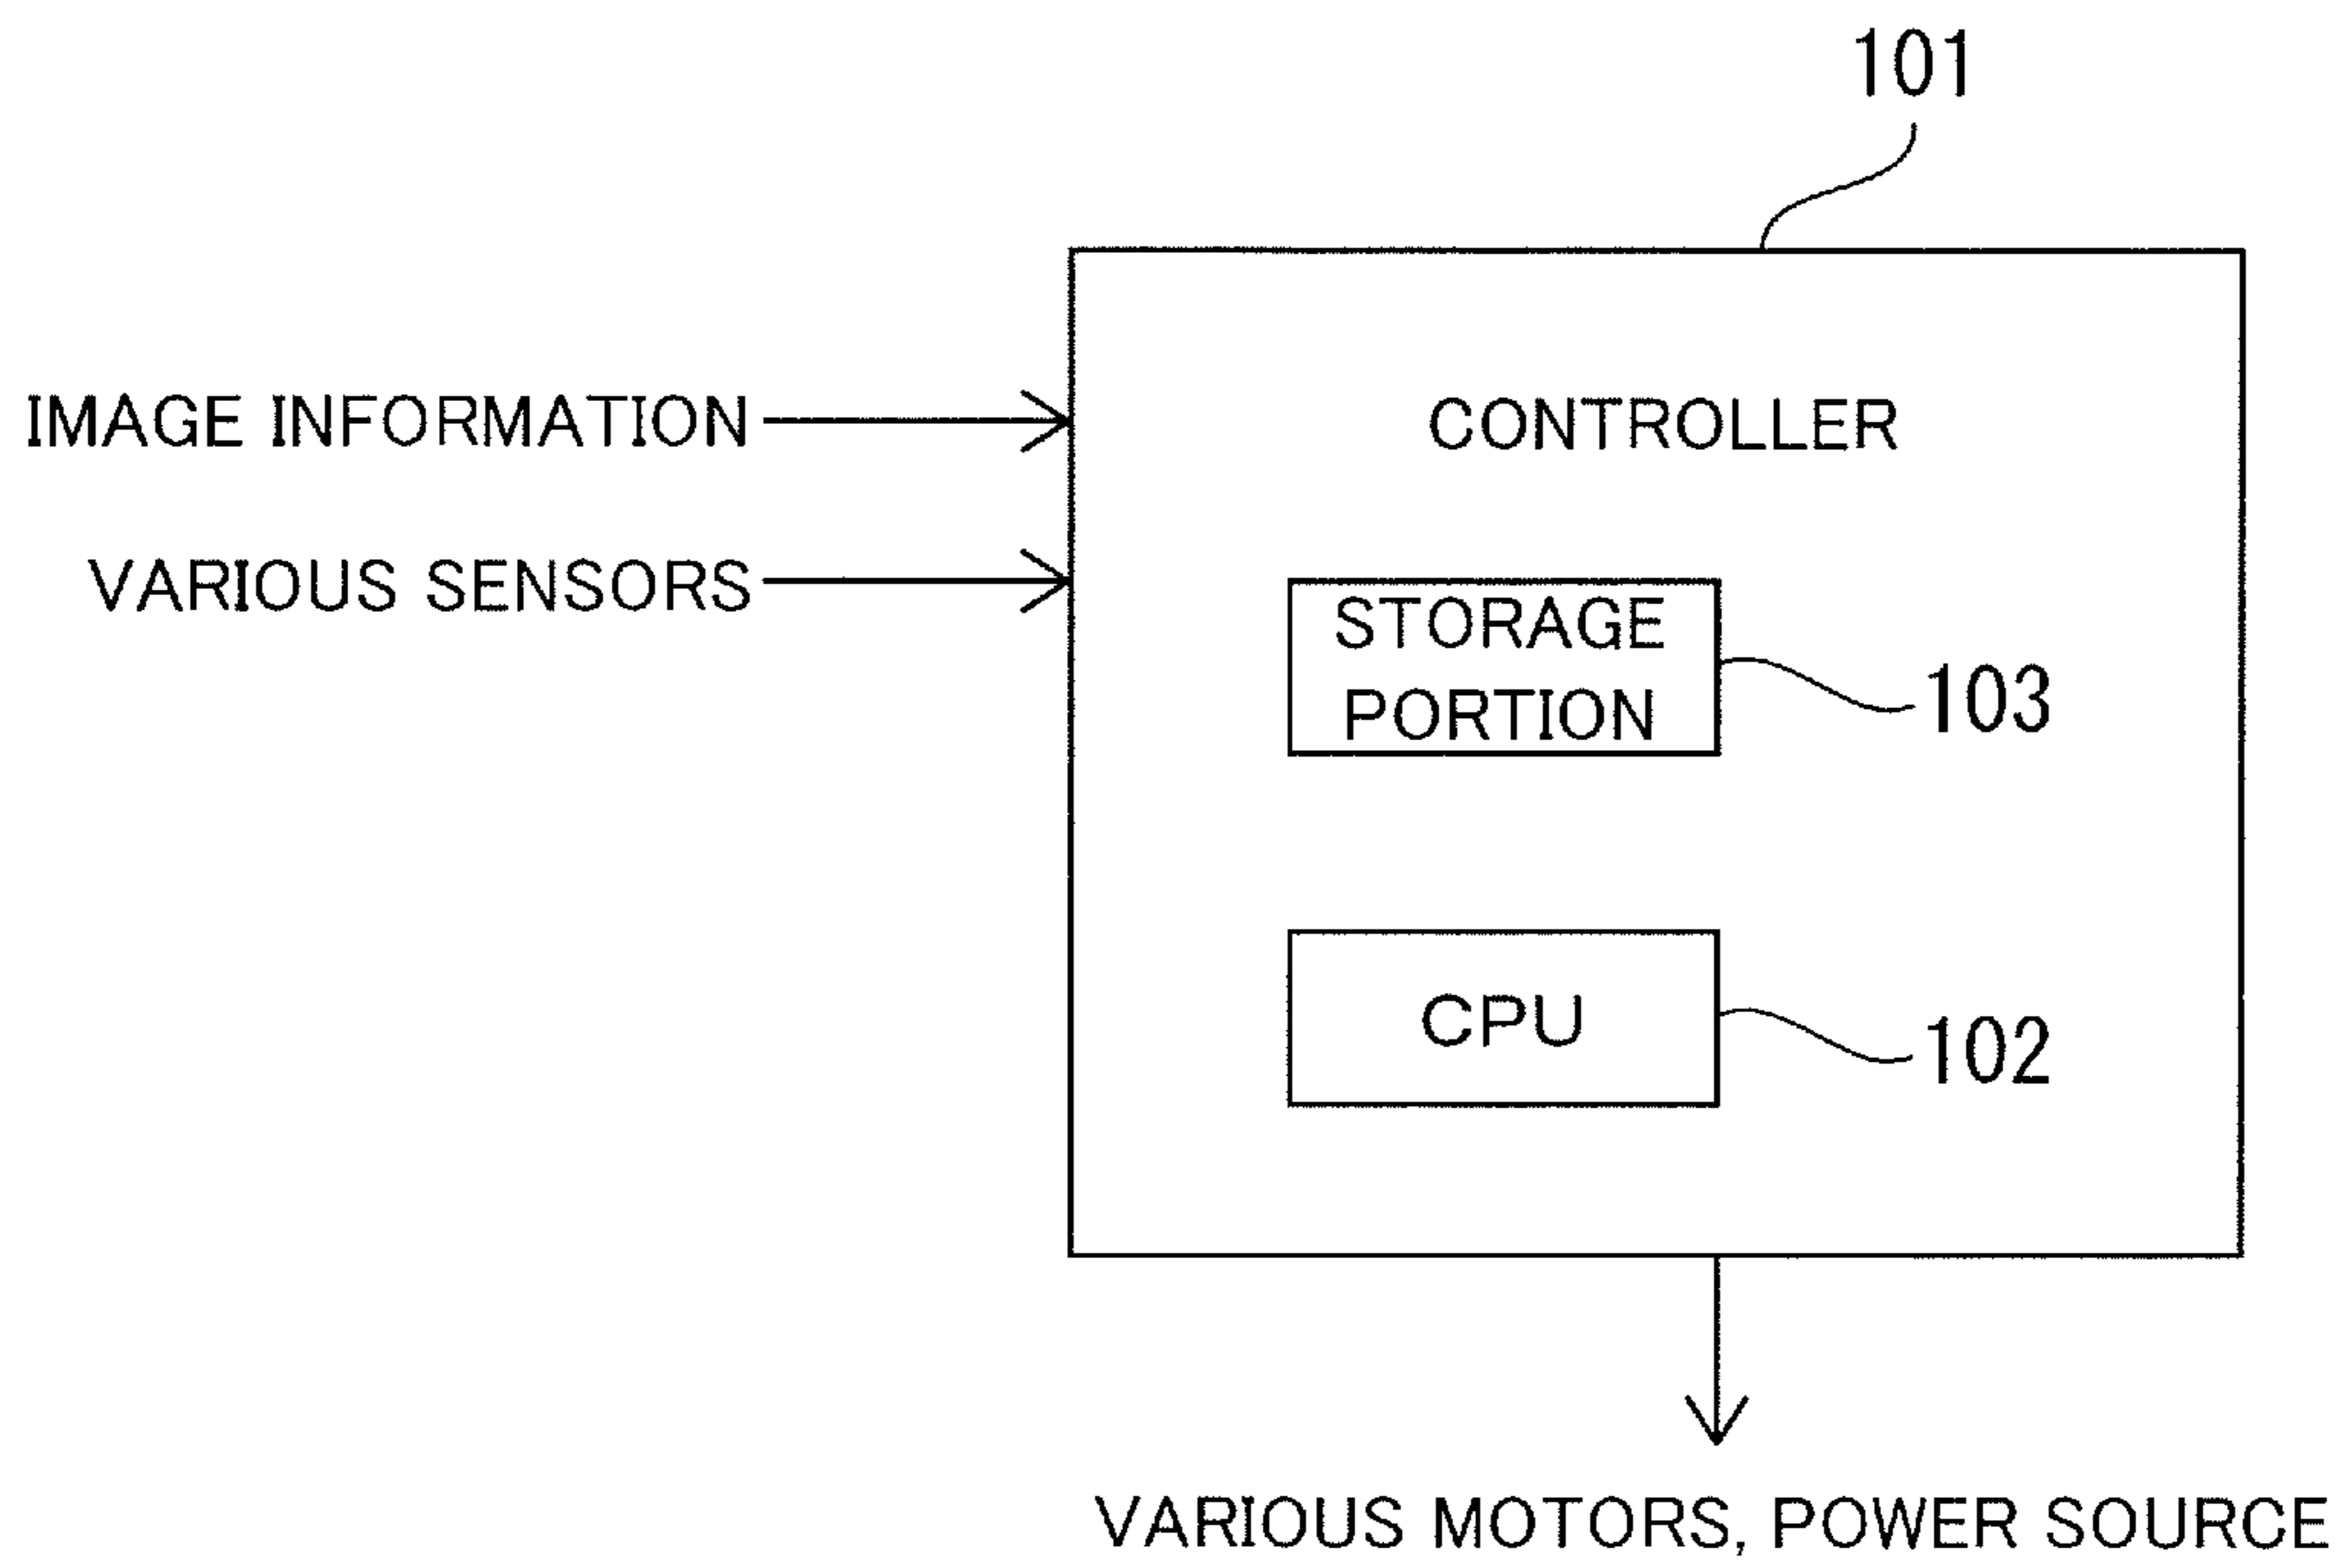 101
IMAGE INFORMATION
CONTROLLER
VARIOUS SENSORS
STORAGE
PORTION
103
CPU
102
VARIOUS MOTORS, POWER SOURCE